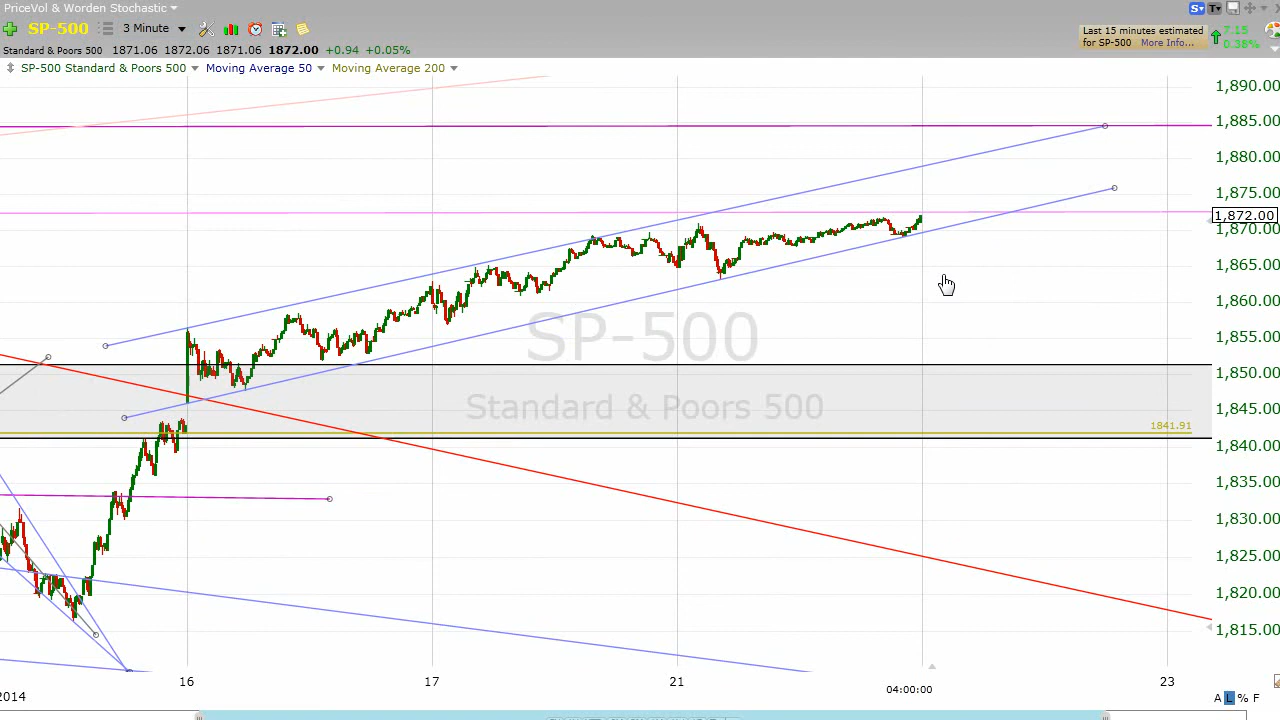 PriceVol & Worden Stochastic
SP-500 3 Minute
Last 15 minutes estimated
for SP-500 More Info...
7.15
0.38%
Standard & Poors 500 1871.06 1872.06 1871.06 1872.00 +0.94 +0.05%
SP-500 Standard & Poors 500 Moving Average 50 Moving Average 200
1,890.00
1,885.00
1,880.00
1,875.00
1,872.00
1,870.00
1,865.00
1,860.00
1,855.00
1,850.00
1,845.00
1,840.00
1,835.00
1,830.00
1,825.00
1,820.00
1,815.00
SP-500
Standard & Poors 500
1841.91
2014 16 17 21 04:00:00 23
A L % F